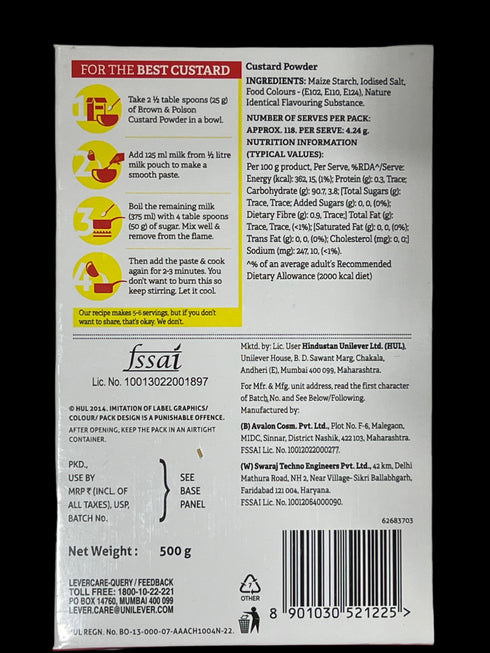 FOR THE BEST CUSTARD
1
Take 2 ½ table spoons (25 g)
of Brown & Polson
Custard Powder in a bowl.
2
Add 125 ml milk from ½ litre
milk pouch to make a
smooth paste.
3
Boil the remaining milk
(375 ml) with 4 table spoons
(50 g) of sugar. Mix well &
remove from the flame.
4
Then add the paste & cook
again for 2-3 minutes. You
don't want to burn this so
keep stirring. Let it cool.
Our recipe makes 5-6 servings, but if you don't
want to share, that's okay. We don't.
Custard Powder
INGREDIENTS: Maize Starch, Iodised Salt,
Food Colours - (E102, E110, E124), Nature
Identical Flavouring Substance.
NUMBER OF SERVES PER PACK:
APPROX. 118. PER SERVE: 4.24 g.
NUTRITION INFORMATION
(TYPICAL VALUES):
Per 100 g product, Per Serve, %RDA^/Serve:
Energy (kcal): 362, 15, (1%); Protein (g): 0.3, Trace;
Carbohydrate (g): 90.7, 3.8; [Total Sugars (g):
Trace, Trace; Added Sugars (g): 0, 0, (0%);
Dietary Fibre (g): 0.9, Trace;] Total Fat (g):
Trace, Trace, (<1%); [Saturated Fat (g): 0, 0, (0%);
Trans Fat (g): 0, 0, (0%); Cholesterol (mg): 0, 0;]
Sodium (mg): 247, 10, (<1%).
^% of an average adult's Recommended
Dietary Allowance (2000 kcal diet)
fssai
Lic. No. 10013022001897
© HUL 2014. IMITATION OF LABEL GRAPHICS/
COLOUR/ PACK DESIGN IS A PUNISHABLE OFFENCE.
AFTER OPENING, KEEP THE PACK IN AN AIRTIGHT
CONTAINER.
PKD.,
USE BY
MRP ₹ (INCL. OF
ALL TAXES), USP,
BATCH No.
SEE
BASE
PANEL
Net Weight : 500 g
LEVERCARE-QUERY / FEEDBACK
TOLL FREE: 1800-10-22-221
PO BOX 14760, MUMBAI 400 099
LEVER.CARE@UNILEVER.COM
UL REGN. No. BO-13-000-07-AAACH1004N-22.
Mktd. by: Lic. User Hindustan Unilever Ltd. (HUL),
Unilever House, B. D. Sawant Marg, Chakala,
Andheri (E), Mumbai 400 099, Maharashtra.
For Mfr. & Mfg. unit address, read the first character
of Batch No. and See Below/Following.
Manufactured by:
(B) Avalon Cosm. Pvt. Ltd., Plot No. F-6, Malegaon,
MIDC, Sinnar, District Nashik, 422 103, Maharashtra.
FSSAI Lic. No. 10012022000277.
(W) Swaraj Techno Engineers Pvt. Ltd., 42 km, Delhi
Mathura Road, NH 2, Near Village- Sikri Ballabhgarh,
Faridabad 121 004, Haryana.
FSSAI Lic. No. 10012064000090.
62683703
7
OTHER
8 901030 521225 >